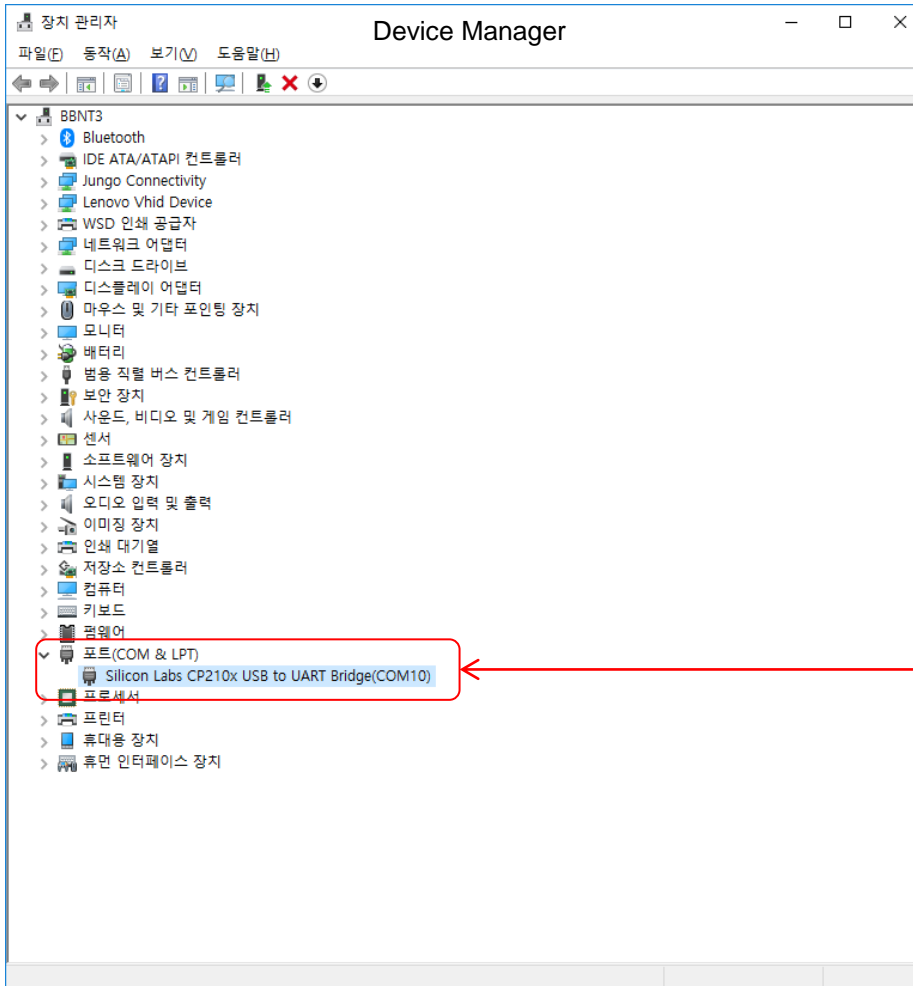 장치 관리자
Device Manager
파일(F) 동작(A) 보기(V) 도움말(H)
BBNT3
Bluetooth
IDE ATA/ATAPI 컨트롤러
Jungo Connectivity
Lenovo Vhid Device
WSD 인쇄 공급자
네트워크 어댑터
디스크 드라이브
디스플레이 어댑터
마우스 및 기타 포인팅 장치
모니터
배터리
범용 직렬 버스 컨트롤러
보안 장치
사운드, 비디오 및 게임 컨트롤러
센서
소프트웨어 장치
시스템 장치
오디오 입력 및 출력
이미징 장치
인쇄 대기열
저장소 컨트롤러
컴퓨터
키보드
펌웨어
포트(COM & LPT)
Silicon Labs CP210x USB to UART Bridge(COM10)
프로세서
프린터
휴대용 장치
휴먼 인터페이스 장치